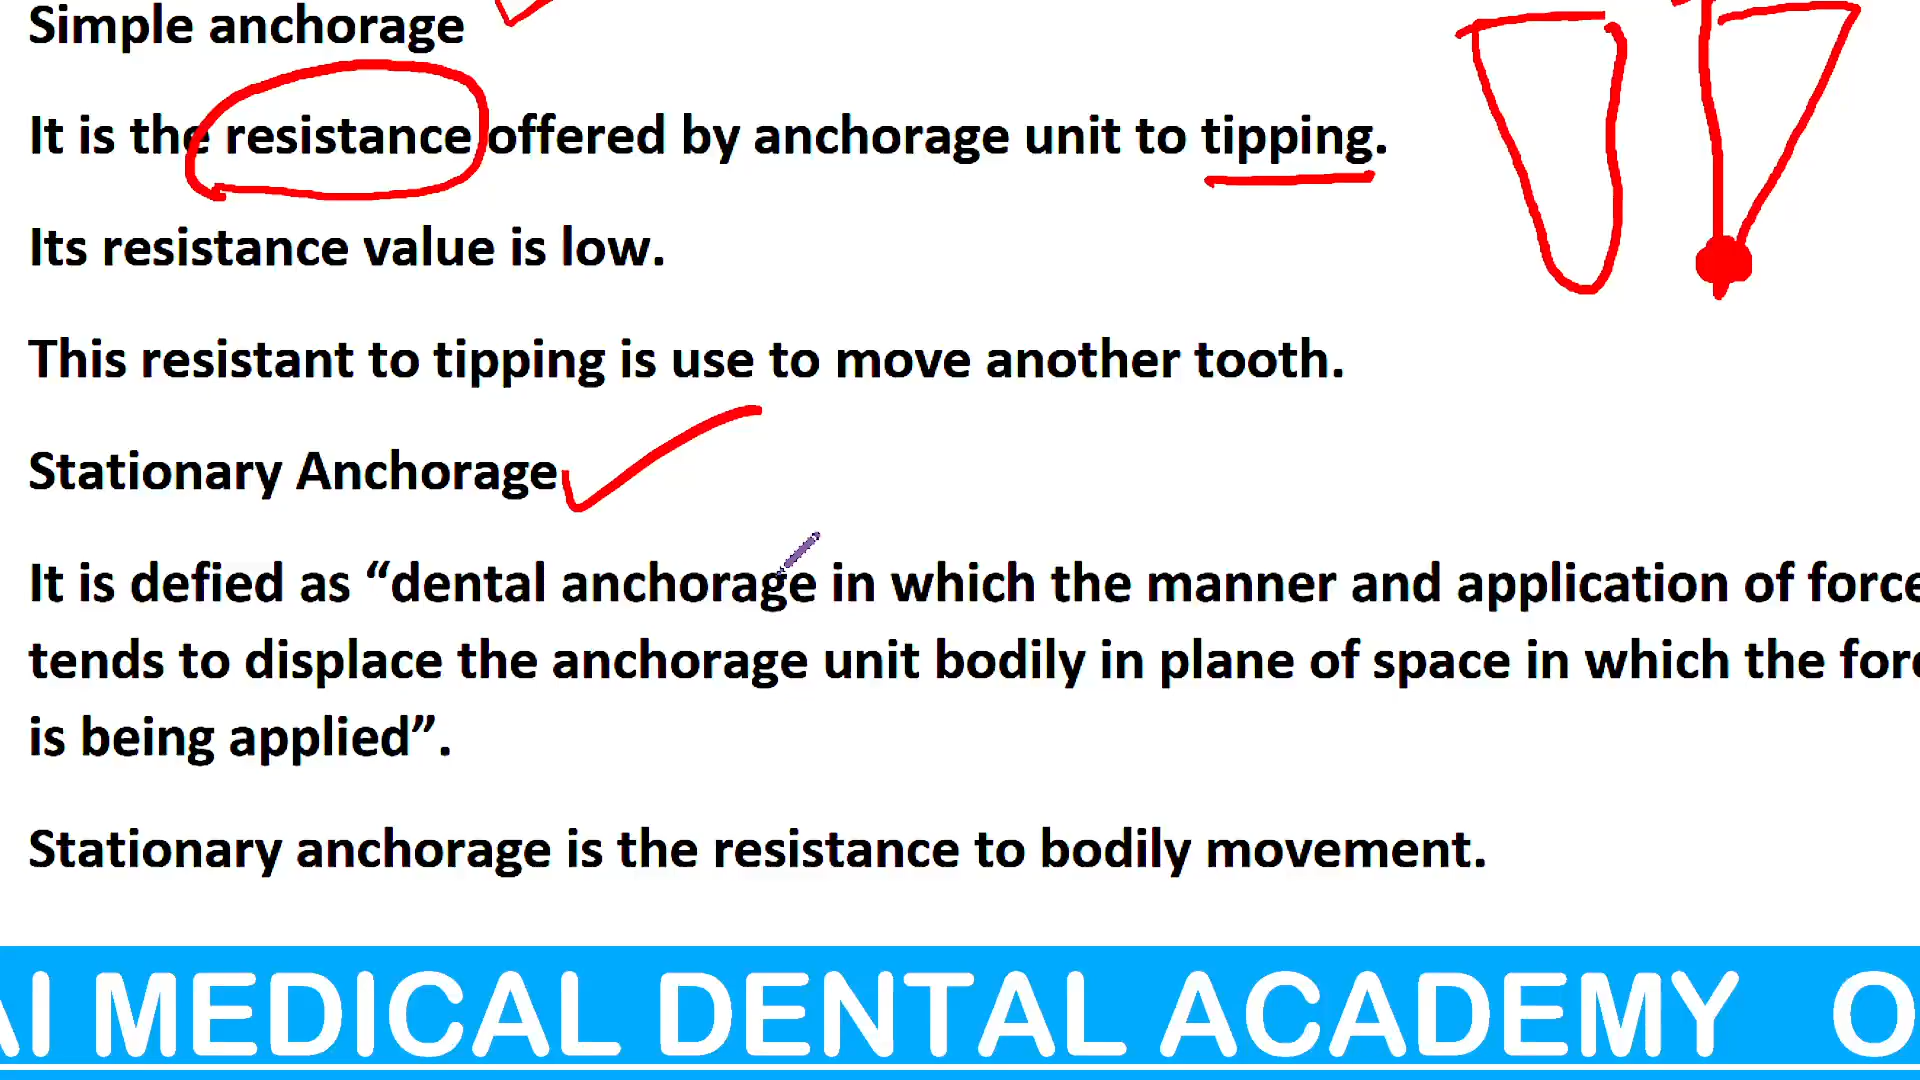 Simple anchorage
It is the resistance offered by anchorage unit to tipping.
Its resistance value is low.
This resistant to tipping is use to move another tooth.
Stationary Anchorage
It is defied as “dental anchorage in which the manner and application of force
tends to displace the anchorage unit bodily in plane of space in which the
is being applied”.
Stationary anchorage is the resistance to bodily movement.
MEDICAL DENTAL ACADEMY